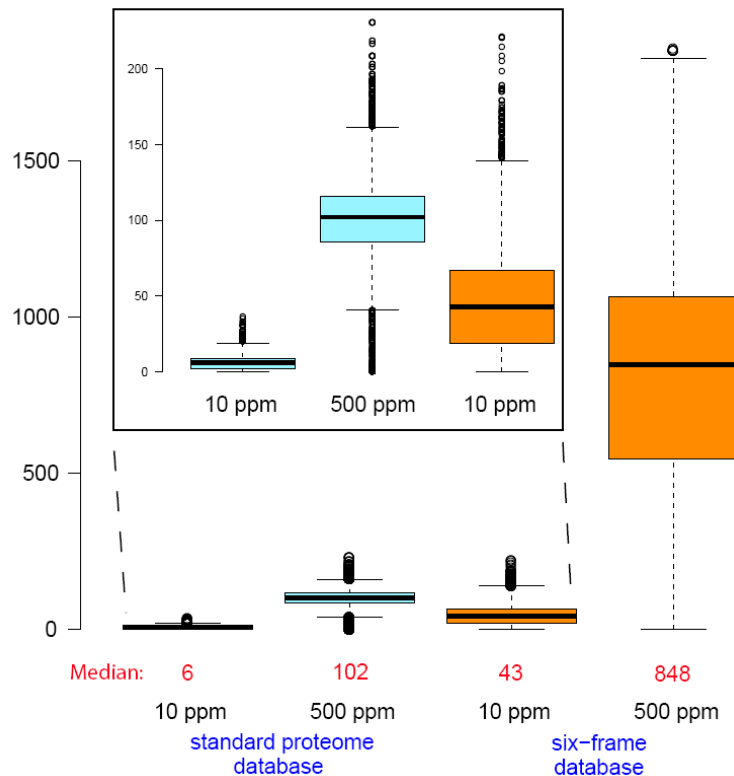 200
150
100
50
0
10 ppm 500 ppm 10 ppm
1500
1000
500
0
Median: 6 102 43 848
10 ppm 500 ppm 10 ppm 500 ppm
standard proteome six−frame
database database